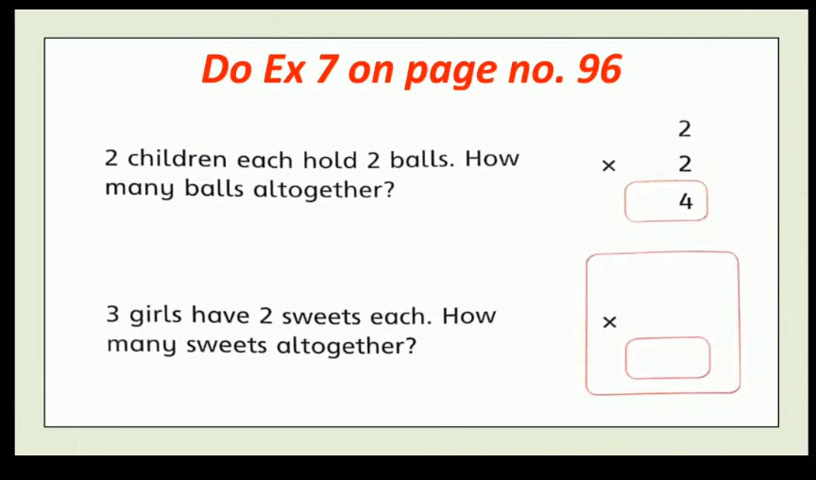 Do Ex 7 on page no. 96
2
2 children each hold 2 balls. How × 2
many balls altogether?
4
3 girls have 2 sweets each. How ×
many sweets altogether?